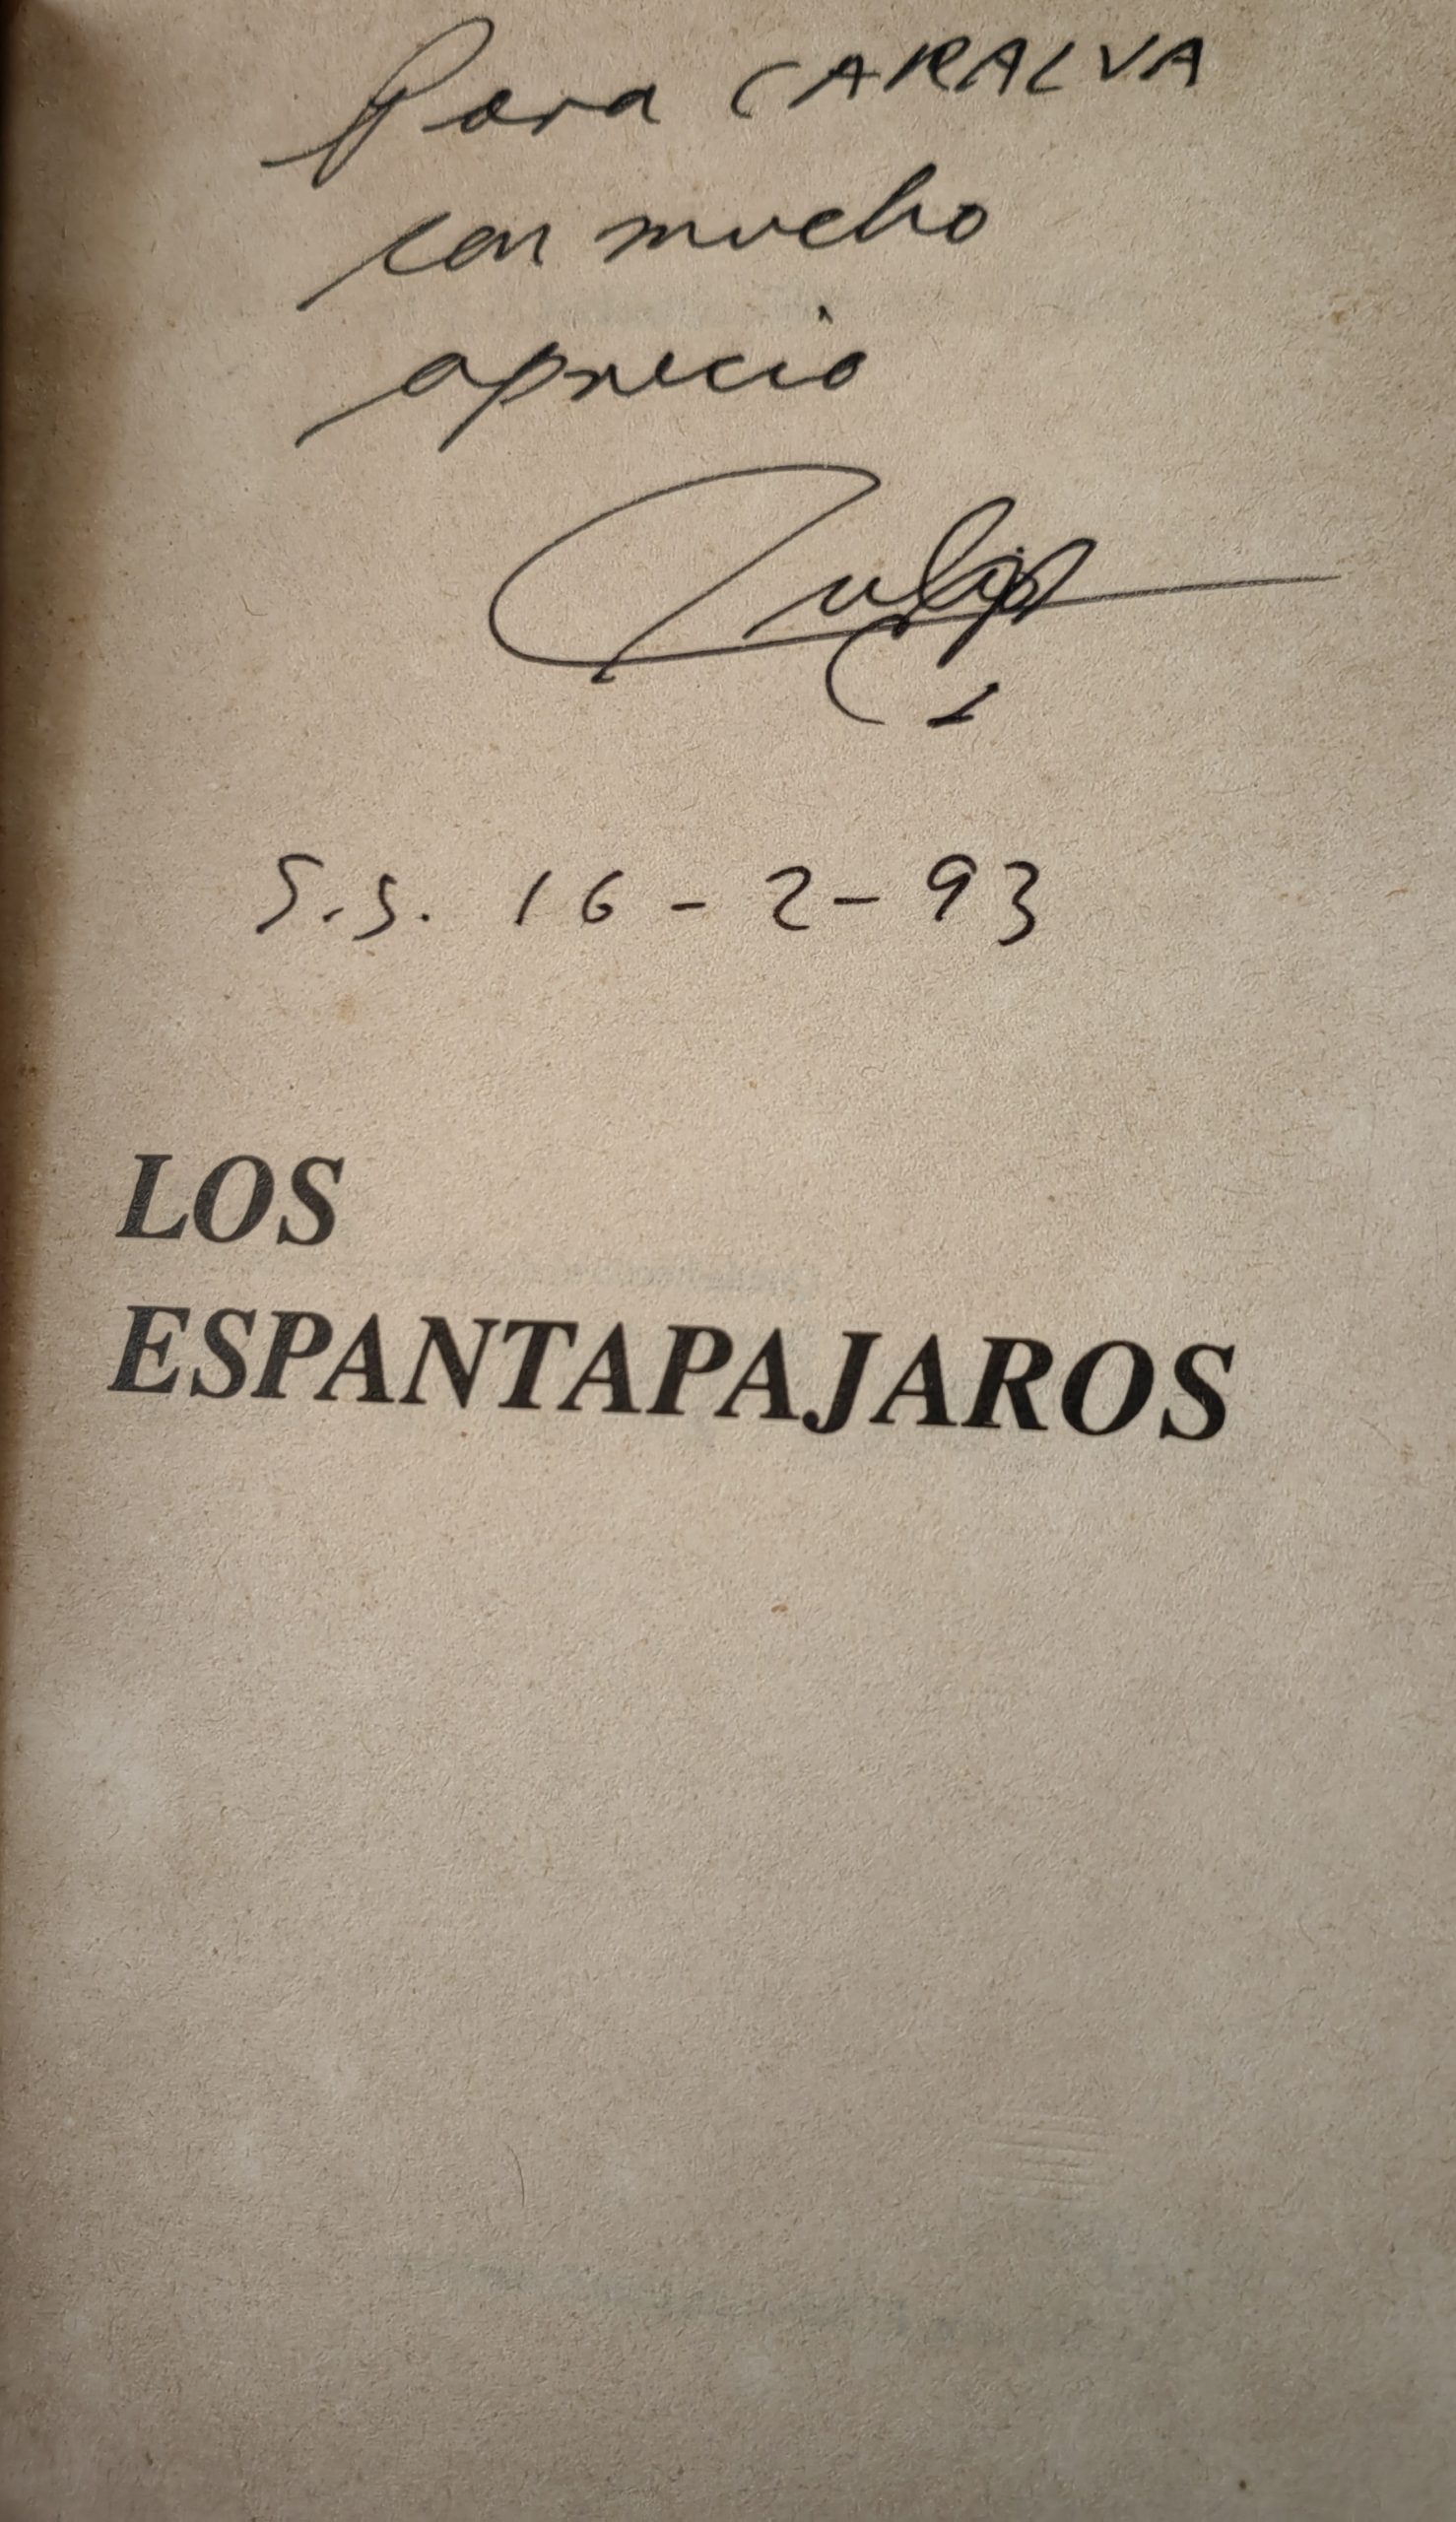 Para CARALVA
con mucho
aprecio
S.S. 16-2-93
LOS
ESPANTAPAJAROS